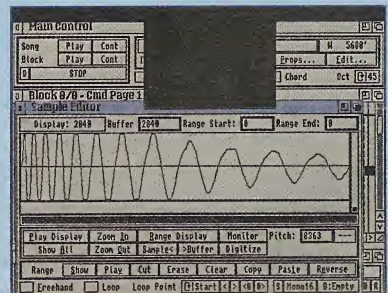 Main Control
Song Play Cont
Block Play Cont
STOP
Props... Edit...
Chord Oct
Block 0/0 - Cmd Page 1
Sample Editor
Display: 2048 Buffer 2048 Range Start: 0 Range End: 0
Play Display Zoom In Range Display Monitor Pitch: 8363 ---
Show All Zoom Out Sample< >Buffer Digitize
Range Show Play Cut Erase Clear Copy Paste Reverse
Freehand Loop Loop Point Start